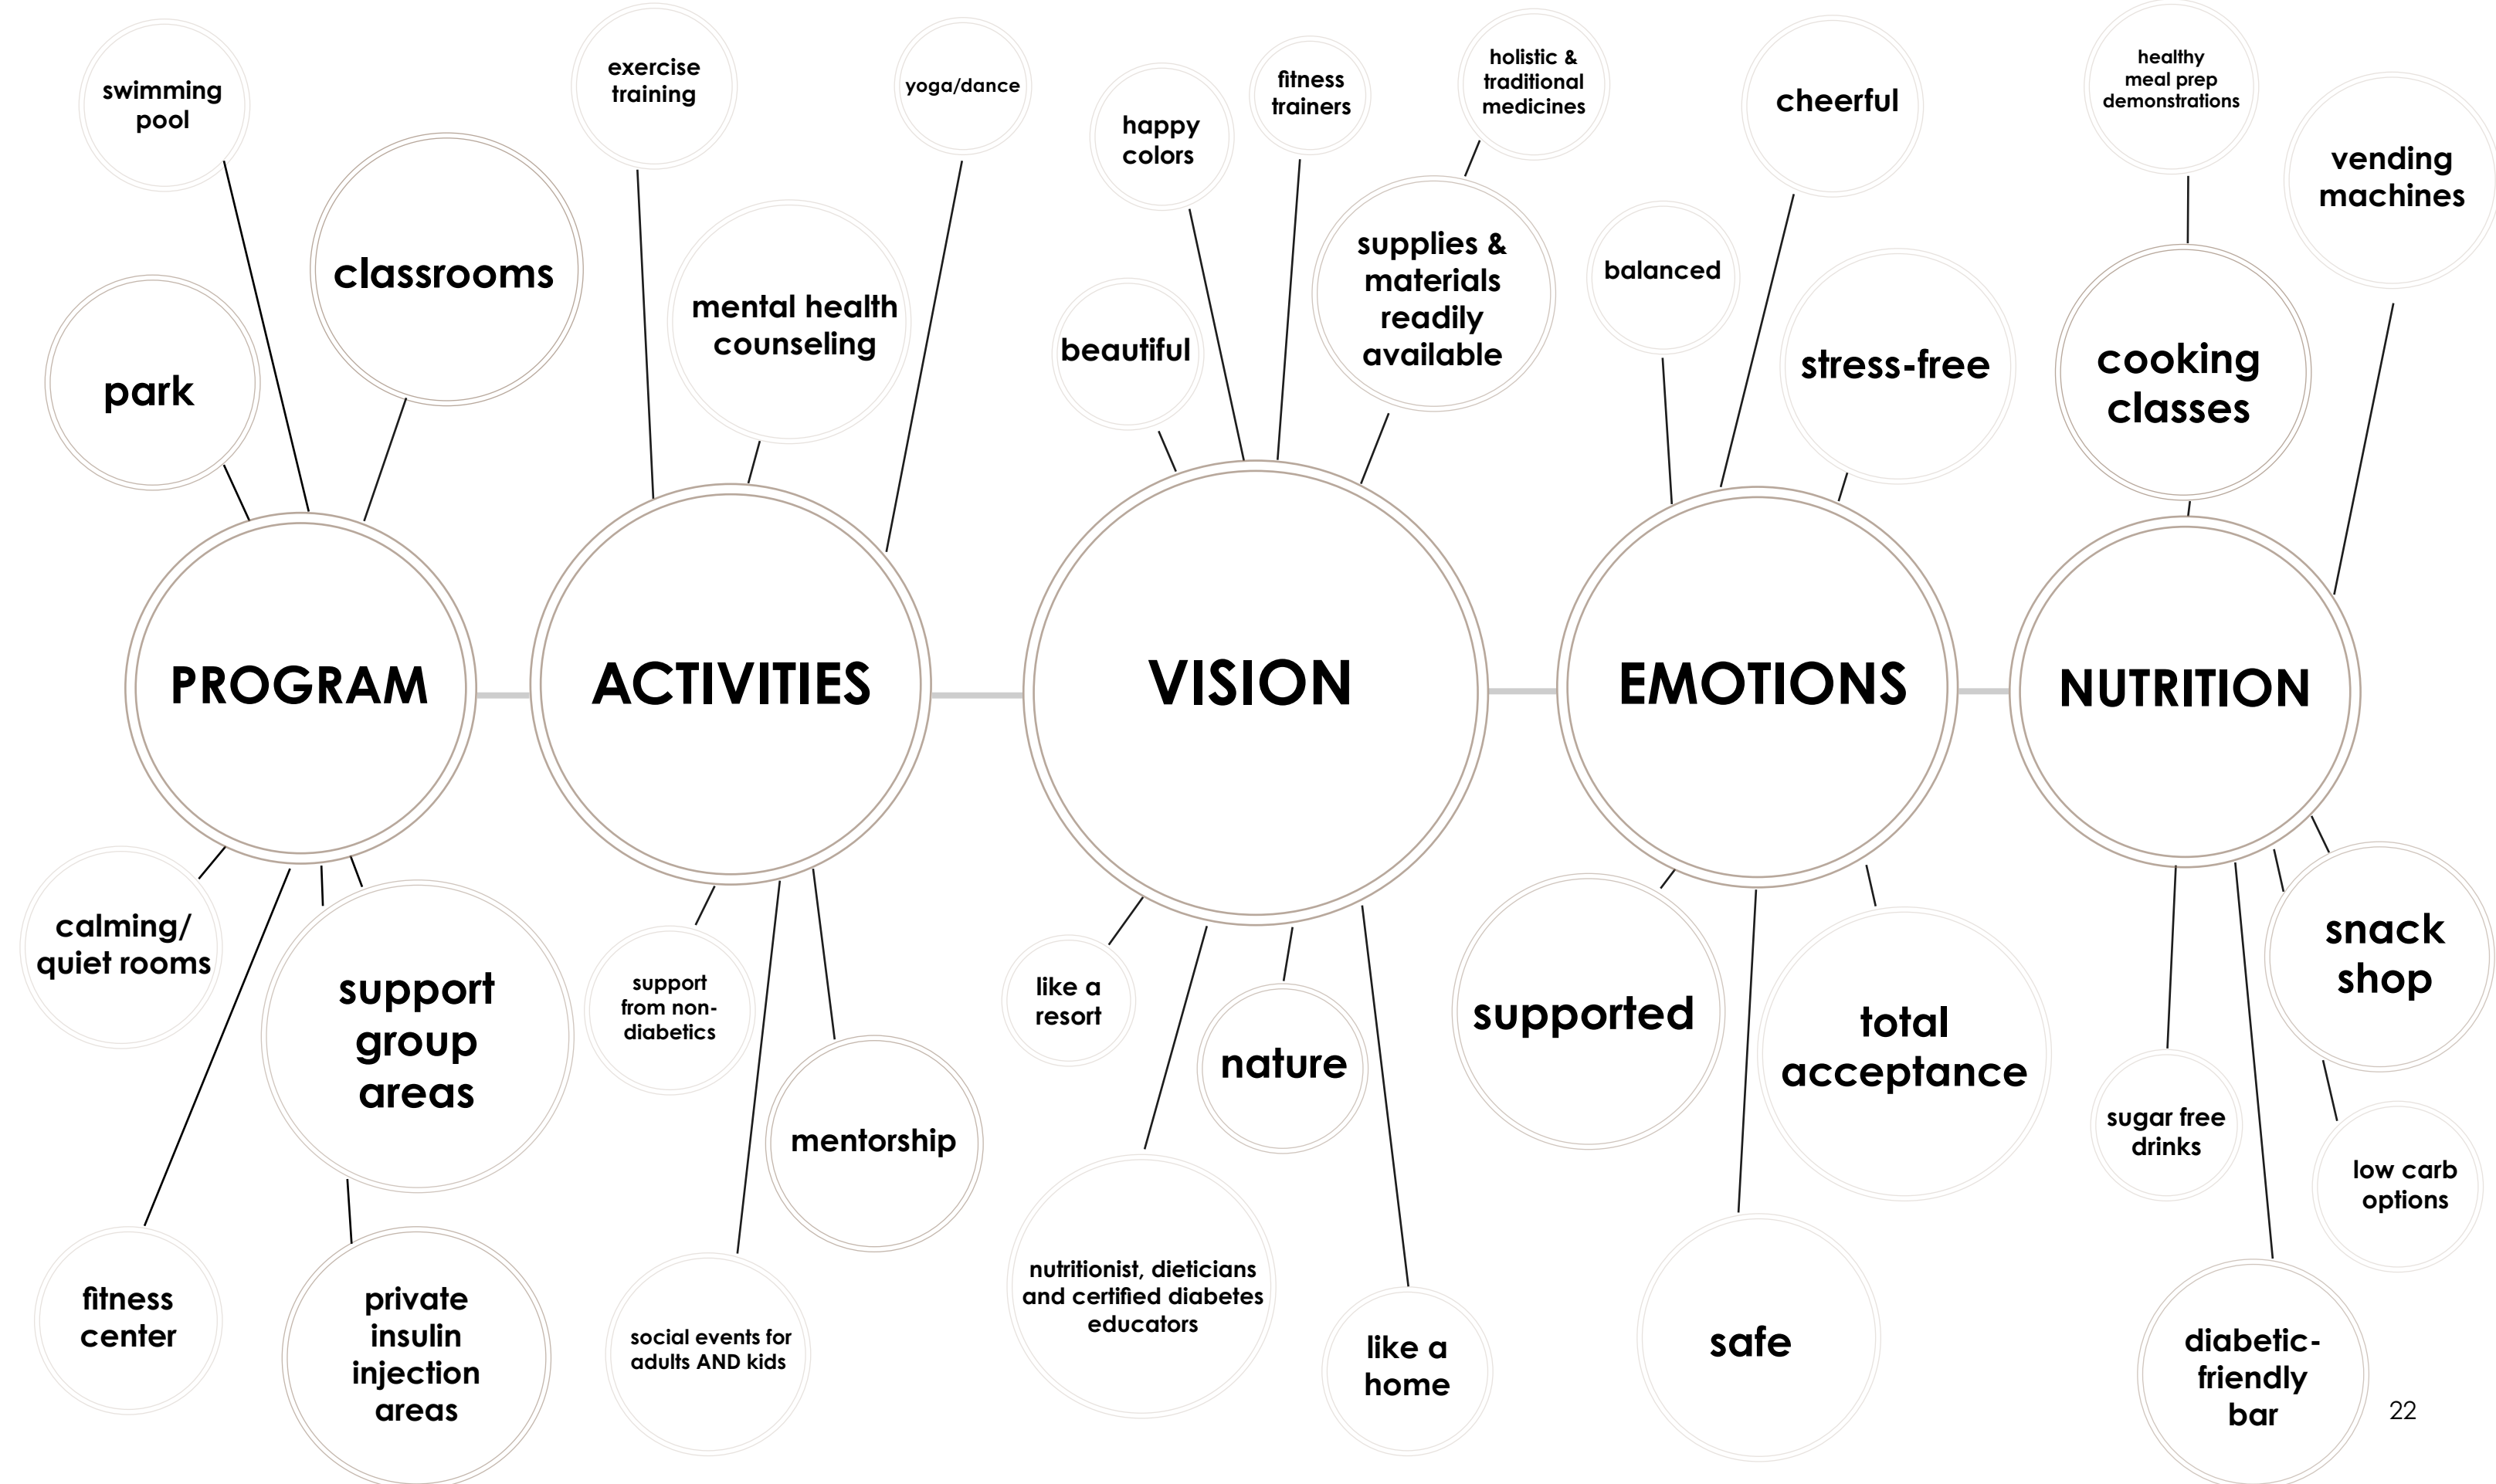 swimming
pool
park
classrooms
PROGRAM
calming/
quiet rooms
support
group
areas
fitness
center
private
insulin
injection
areas
exercise
training
mental health
counseling
yoga/dance
ACTIVITIES
support
from non-
diabetics
mentorship
social events for
adults AND kids
happy
colors
fitness
trainers
holistic &
traditional
medicines
beautiful
supplies &
materials
readily
available
VISION
like a
resort
nature
nutritionist, dieticians
and certified diabetes
educators
like a
home
cheerful
balanced
stress-free
EMOTIONS
supported
total
acceptance
safe
healthy
meal prep
demonstrations
vending
machines
cooking
classes
NUTRITION
snack
shop
sugar free
drinks
low carb
options
diabetic-
friendly
bar
22